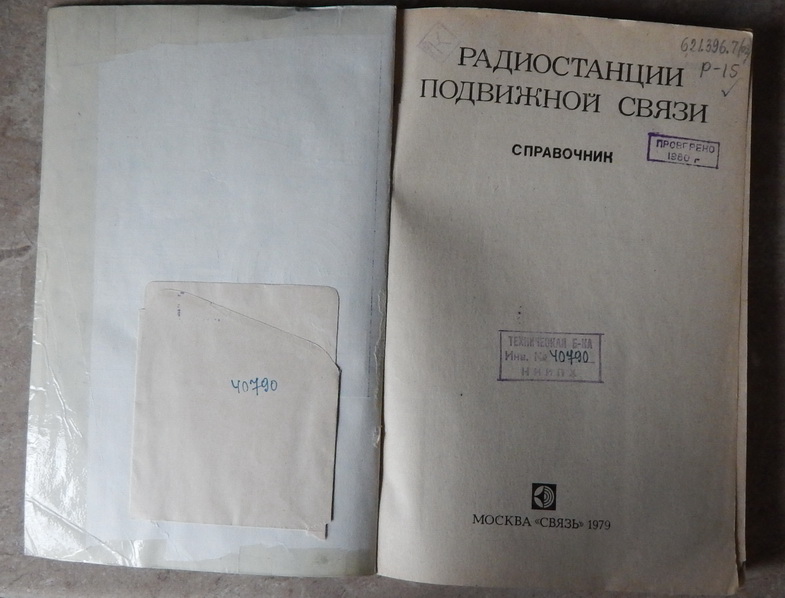 40790
621.396.7
Р-15
РАДИОСТАНЦИИ
ПОДВИЖНОЙ СВЯЗИ
СПРАВОЧНИК
ПРОВЕРЕНО
1980 г.
ТЕХНИЧЕСКАЯ Б-КА
Инв. № 40790
МОСКВА «СВЯЗЬ» 1979